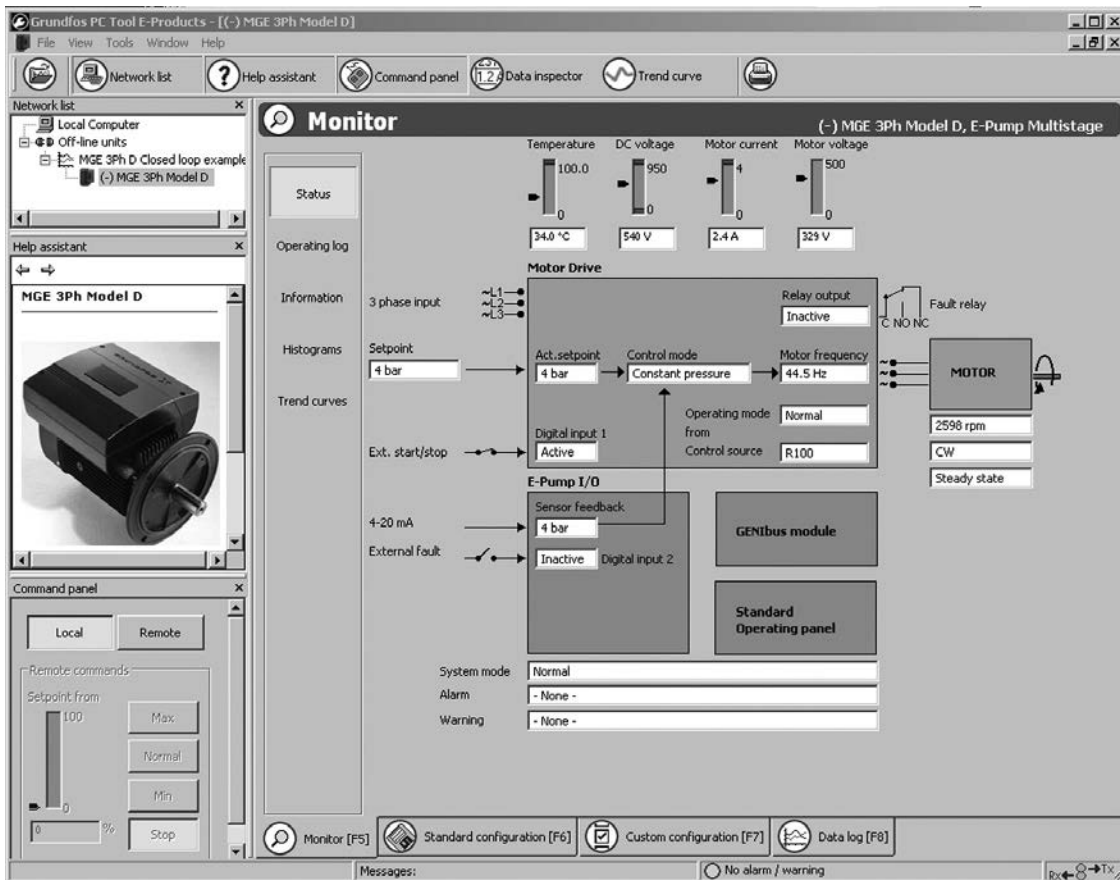 Grundfos PC Tool E-Products - [(-) MGE 3Ph Model D]
File View Tools Window Help
Network list Help assistant Command panel Data inspector Trend curve
Network list
Local Computer
Off-line units
MGE 3Ph D Closed loop example
(-) MGE 3Ph Model D
Help assistant
MGE 3Ph Model D
Command panel
Local Remote
Remote commands
Setpoint from
100
Max
Normal
Min
0
0 %
Stop
Monitor
(-) MGE 3Ph Model D, E-Pump Multistage
Status
Operating log
Information
Histograms
Trend curves
Temperature DC voltage Motor current Motor voltage
100.0 950 4 500
0 0 0 0
34.0 °C 540 V 2.4 A 329 V
Motor Drive
3 phase input
~L1
~L2
~L3
Relay output
Inactive
Fault relay
C NO NC
Setpoint
4 bar
Act.setpoint
4 bar
Control mode
Constant pressure
Motor frequency
44.5 Hz
~
~
~
MOTOR
2598 rpm
CW
Steady state
Operating mode
Normal
from
Control source
R100
Ext. start/stop
Digital input 1
Active
E-Pump I/O
Sensor feedback
4-20 mA
4 bar
External fault
Inactive
Digital input 2
GENIbus module
Standard
Operating panel
System mode Normal
Alarm - None -
Warning - None -
Monitor [F5] Standard configuration [F6] Custom configuration [F7] Data log [F8]
Messages: No alarm / warning
Rx Tx